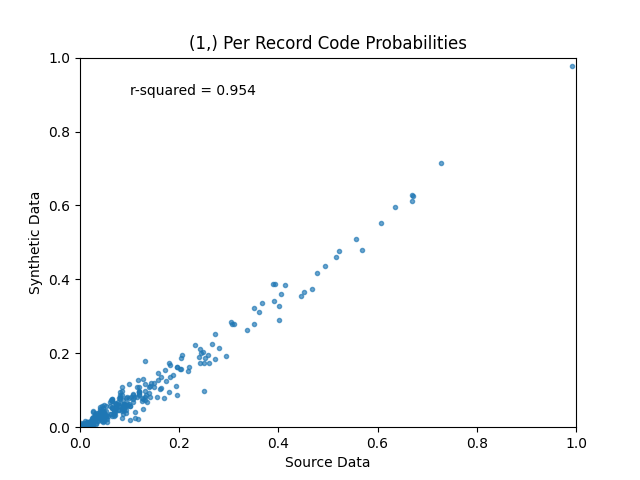 (1,) Per Record Code Probabilities
r-squared = 0.954
Synthetic Data
1.0
0.8
0.6
0.4
0.2
0.0
0.0 0.2 0.4 0.6 0.8 1.0
Source Data